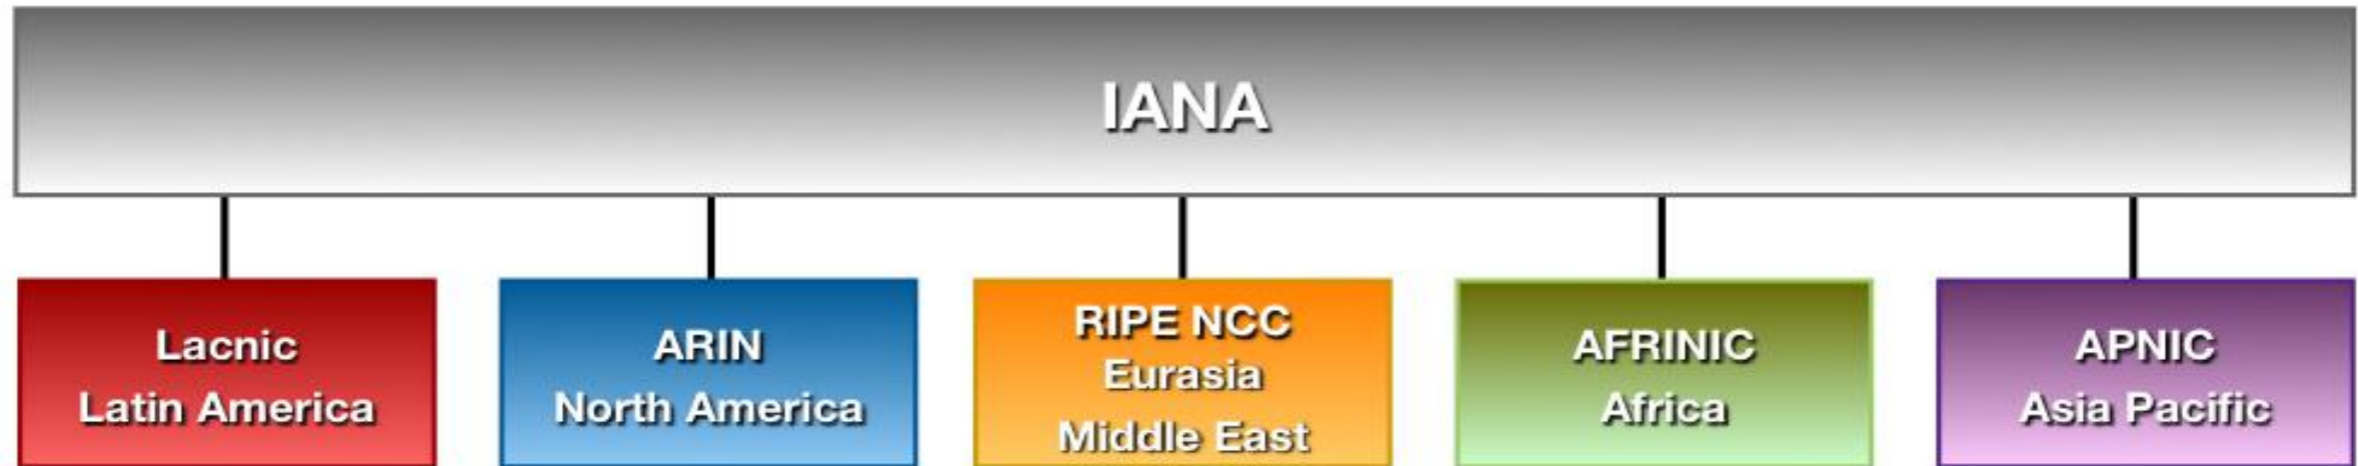 IANA
Lacnic
Latin America
ARIN
North America
RIPE NCC
Eurasia
Middle East
AFRINIC
Africa
APNIC
Asia Pacific